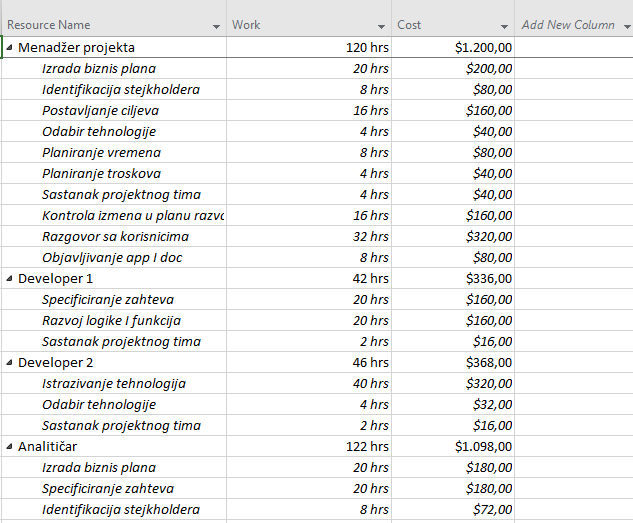 Resource Name Work Cost Add New Column
Menadžer projekta 120 hrs $1.200,00
Izrada biznis plana 20 hrs $200,00
Identifikacija stejkholdera 8 hrs $80,00
Postavljanje ciljeva 16 hrs $160,00
Odabir tehnologije 4 hrs $40,00
Planiranje vremena 8 hrs $80,00
Planiranje troskova 4 hrs $40,00
Sastanak projektnog tima 4 hrs $40,00
Kontrola izmena u planu razvo 16 hrs $160,00
Razgovor sa korisnicima 32 hrs $320,00
Objavljivanje app I doc 8 hrs $80,00
Developer 1 42 hrs $336,00
Specificiranje zahteva 20 hrs $160,00
Razvoj logike I funkcija 20 hrs $160,00
Sastanak projektnog tima 2 hrs $16,00
Developer 2 46 hrs $368,00
Istrazivanje tehnologija 40 hrs $320,00
Odabir tehnologije 4 hrs $32,00
Sastanak projektnog tima 2 hrs $16,00
Analitičar 122 hrs $1.098,00
Izrada biznis plana 20 hrs $180,00
Specificiranje zahteva 20 hrs $180,00
Identifikacija stejkholdera 8 hrs $72,00